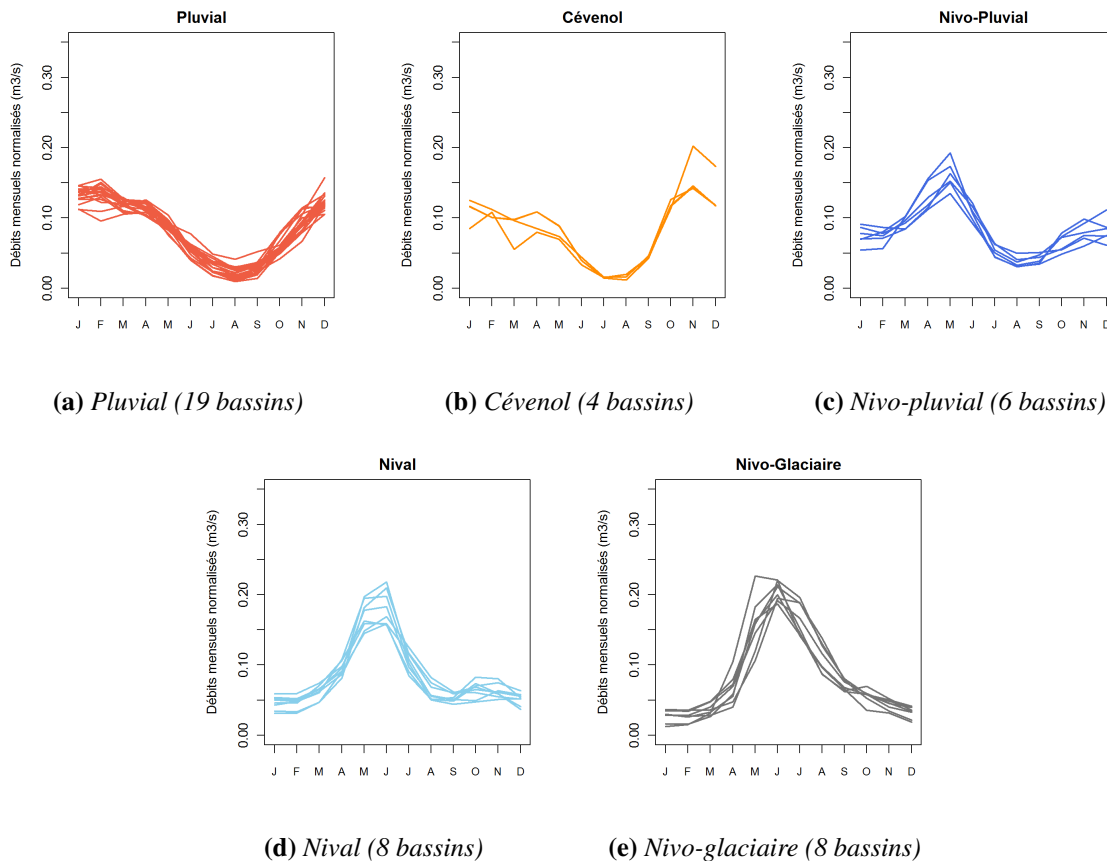 Pluvial
Débits mensuels normalisés (m3/s)
0.00 0.10 0.20 0.30
J F M A M J J A S O N D
(a) Pluvial (19 bassins)
Cévenol
Débits mensuels normalisés (m3/s)
0.00 0.10 0.20 0.30
J F M A M J J A S O N D
(b) Cévenol (4 bassins)
Nivo-Pluvial
Débits mensuels normalisés (m3/s)
0.00 0.10 0.20 0.30
J F M A M J J A S O N D
(c) Nivo-pluvial (6 bassins)
Nival
Débits mensuels normalisés (m3/s)
0.00 0.10 0.20 0.30
J F M A M J J A S O N D
(d) Nival (8 bassins)
Nivo-Glaciaire
Débits mensuels normalisés (m3/s)
0.00 0.10 0.20 0.30
J F M A M J J A S O N D
(e) Nivo-glaciaire (8 bassins)